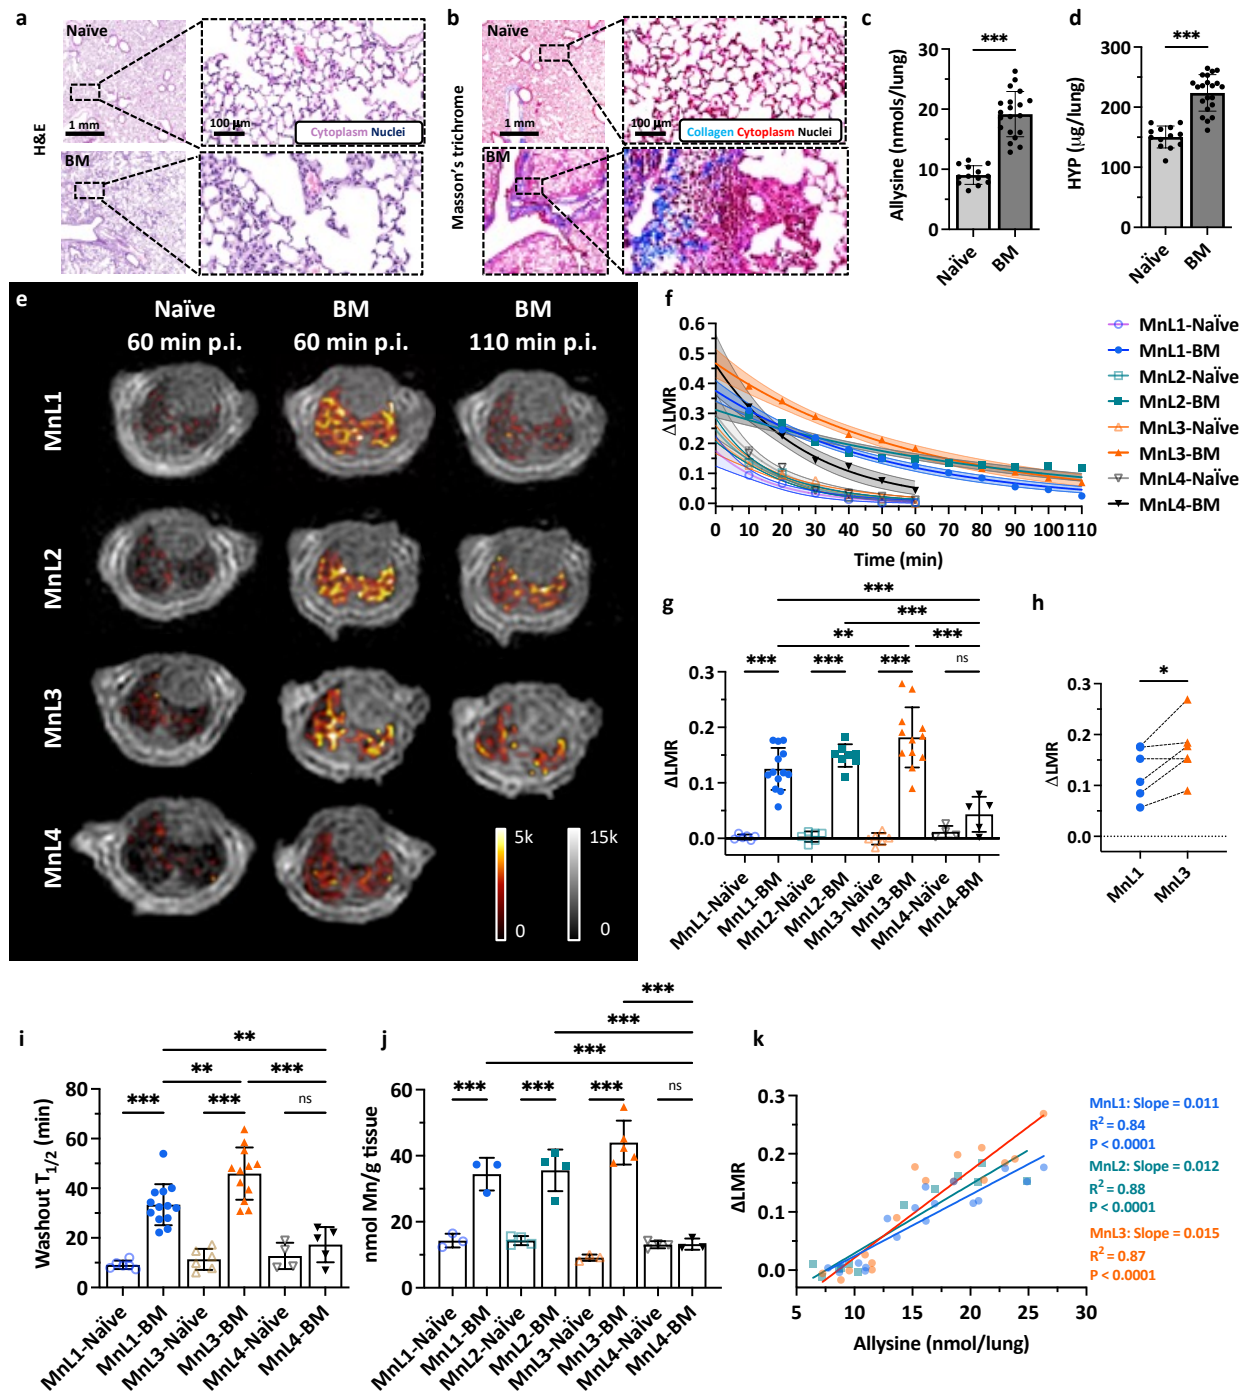 a
Naïve
1 mm
100 µm
Cytoplasm Nuclei
H&E
BM
b
Naïve
1 mm
100 µm
Collagen Cytoplasm Nuclei
Masson's trichrome
BM
c
***
30
20
10
0
Allysine (nmols/lung)
Naïve
BM
d
***
300
200
100
0
HYP (µg/lung)
Naïve
BM
e
Naïve
60 min p.i.
BM
60 min p.i.
BM
110 min p.i.
MnL1
MnL2
MnL3
MnL4
5k
0
15k
0
f
0.6
0.5
0.4
0.3
0.2
0.1
0.0
ΔLMR
0 10 20 30 40 50 60 70 80 90 100 110
Time (min)
MnL1-Naïve
MnL1-BM
MnL2-Naïve
MnL2-BM
MnL3-Naïve
MnL3-BM
MnL4-Naïve
MnL4-BM
g
***
***
** ***
*** *** *** ns
0.3
0.2
0.1
0.0
ΔLMR
MnL1-Naïve
MnL1-BM
MnL2-Naïve
MnL2-BM
MnL3-Naïve
MnL3-BM
MnL4-Naïve
MnL4-BM
h
*
0.3
0.2
0.1
0.0
ΔLMR
MnL1
MnL3
i
**
** ***
*** *** ns
80
60
40
20
0
Washout T1/2 (min)
MnL1-Naïve
MnL1-BM
MnL3-Naïve
MnL3-BM
MnL4-Naïve
MnL4-BM
j
***
***
***
*** *** *** ns
60
40
20
0
nmol Mn/g tissue
MnL1-Naïve
MnL1-BM
MnL2-Naïve
MnL2-BM
MnL3-Naïve
MnL3-BM
MnL4-Naïve
MnL4-BM
k
0.3
0.2
0.1
0.0
ΔLMR
5 10 15 20 25 30
Allysine (nmol/lung)
MnL1: Slope = 0.011
R² = 0.84
P < 0.0001
MnL2: Slope = 0.012
R² = 0.88
P < 0.0001
MnL3: Slope = 0.015
R² = 0.87
P < 0.0001